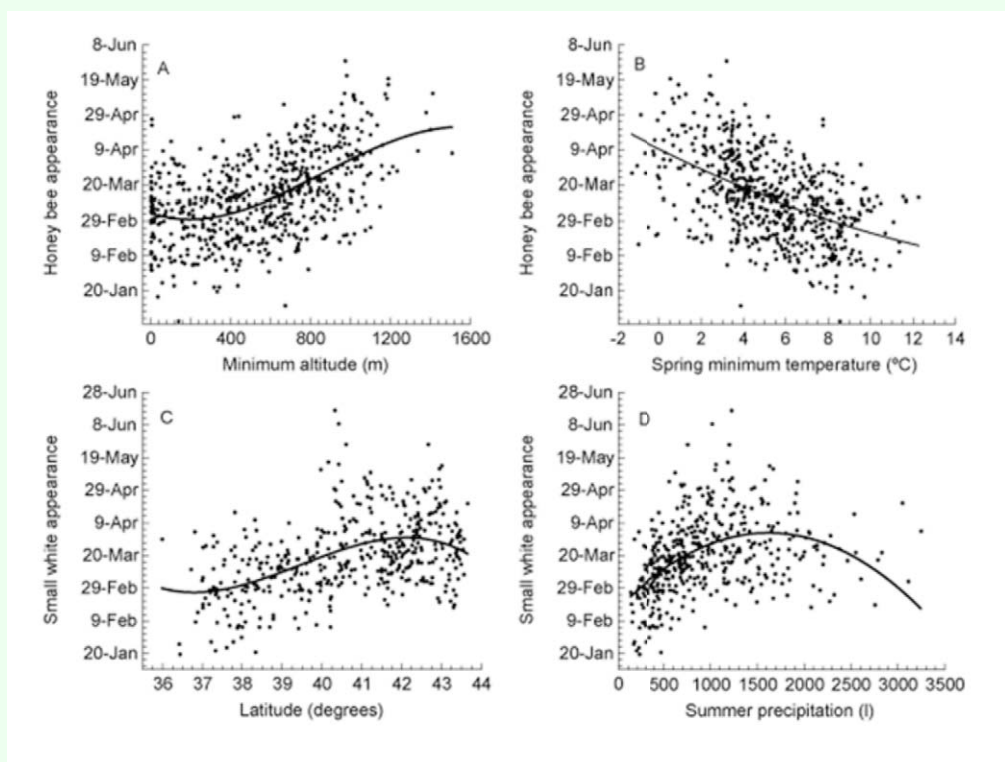 A
Honey bee appearance
8-Jun
19-May
29-Apr
9-Apr
20-Mar
29-Feb
9-Feb
20-Jan
0 400 800 1200 1600
Minimum altitude (m)
B
Honey bee appearance
8-Jun
19-May
29-Apr
9-Apr
20-Mar
29-Feb
9-Feb
20-Jan
-2 0 2 4 6 8 10 12 14
Spring minimum temperature (ºC)
C
Small white appearance
28-Jun
8-Jun
19-May
29-Apr
9-Apr
20-Mar
29-Feb
9-Feb
20-Jan
36 37 38 39 40 41 42 43 44
Latitude (degrees)
D
Small white appearance
28-Jun
8-Jun
19-May
29-Apr
9-Apr
20-Mar
29-Feb
9-Feb
20-Jan
0 500 1000 1500 2000 2500 3000 3500
Summer precipitation (l)